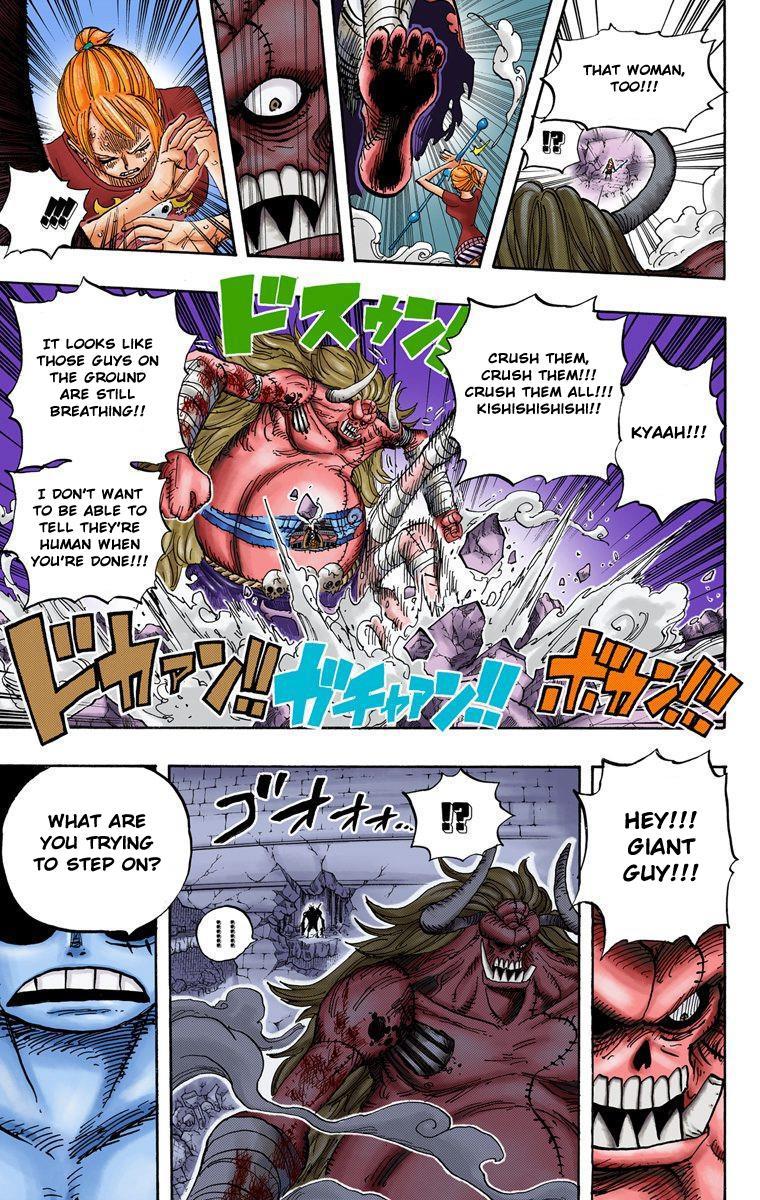 THAT WOMAN,
TOO!!!
!?
!!!
ドスゥン!!
KYAAH!!!
CRUSH THEM,
CRUSH THEM!!!
CRUSH THEM ALL!!!
KISHISHISHISHI!!
IT LOOKS LIKE
THOSE GUYS ON
THE GROUND
ARE STILL
BREATHING!!
I DON'T WANT
TO BE ABLE TO
TELL THEY'RE
HUMAN WHEN
YOU'RE DONE!!!
ボカン!!!
ガチャァン!!
ドカァン!!
HEY!!!
GIANT
GUY!!!
!?
ゴオォォ...
!!
WHAT ARE
YOU TRYING
TO STEP ON?